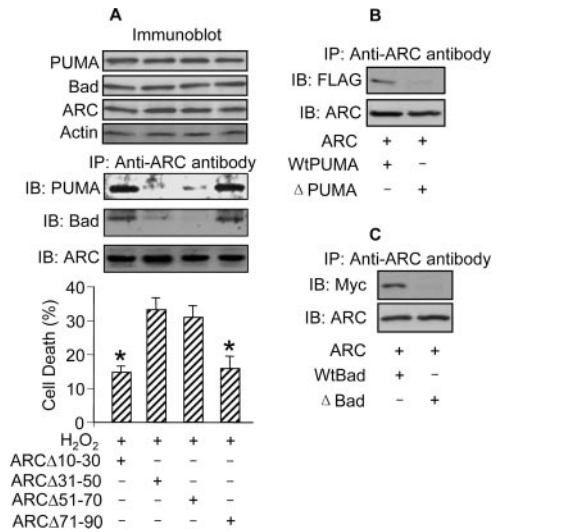 A
Immunoblot
PUMA
Bad
ARC
Actin
IP: Anti-ARC antibody
IB: PUMA
IB: Bad
IB: ARC
Cell Death (%)
40
30
20
10
0
* *
H₂O₂ + + + +
ARCΔ10-30 + – – –
ARCΔ31-50 – + – –
ARCΔ51-70 – – + –
ARCΔ71-90 – – – +
B
IP: Anti-ARC antibody
IB: FLAG
IB: ARC
ARC + +
WtPUMA + –
Δ PUMA – +
C
IP: Anti-ARC antibody
IB: Myc
IB: ARC
ARC + +
WtBad + –
Δ Bad – +